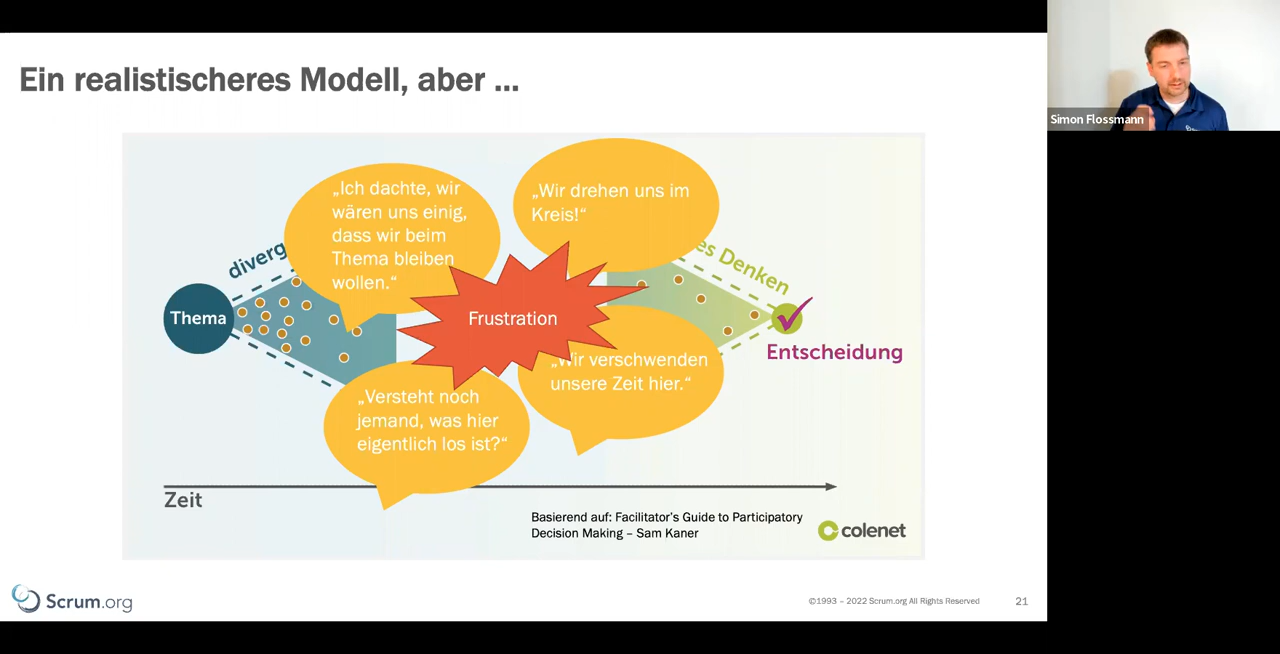 Ein realistischeres Modell, aber ...
Simon Flossmann
„Ich dachte, wir
wären uns einig,
dass wir beim
Thema bleiben
wollen.“
„Wir drehen uns im
Kreis!“
diverg
es Denken
Thema
Frustration
Entscheidung
„Wir verschwenden
unsere Zeit hier.“
„Versteht noch
jemand, was hier
eigentlich los ist?“
Zeit
Basierend auf: Facilitator’s Guide to Participatory
Decision Making – Sam Kaner
colenet
Scrum.org
©1993 – 2022 Scrum.org All Rights Reserved
21